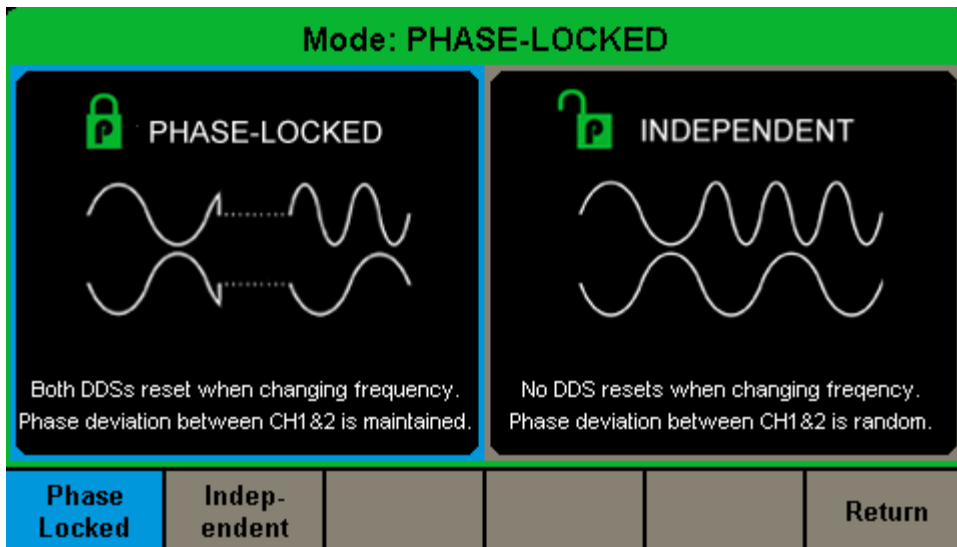 Mode: PHASE-LOCKED
P PHASE-LOCKED
Both DDSs reset when changing frequency.
Phase deviation between CH1&2 is maintained.
P INDEPENDENT
No DDS resets when changing freqency.
Phase deviation between CH1&2 is random.
Phase
Locked
Indep-
endent
Return